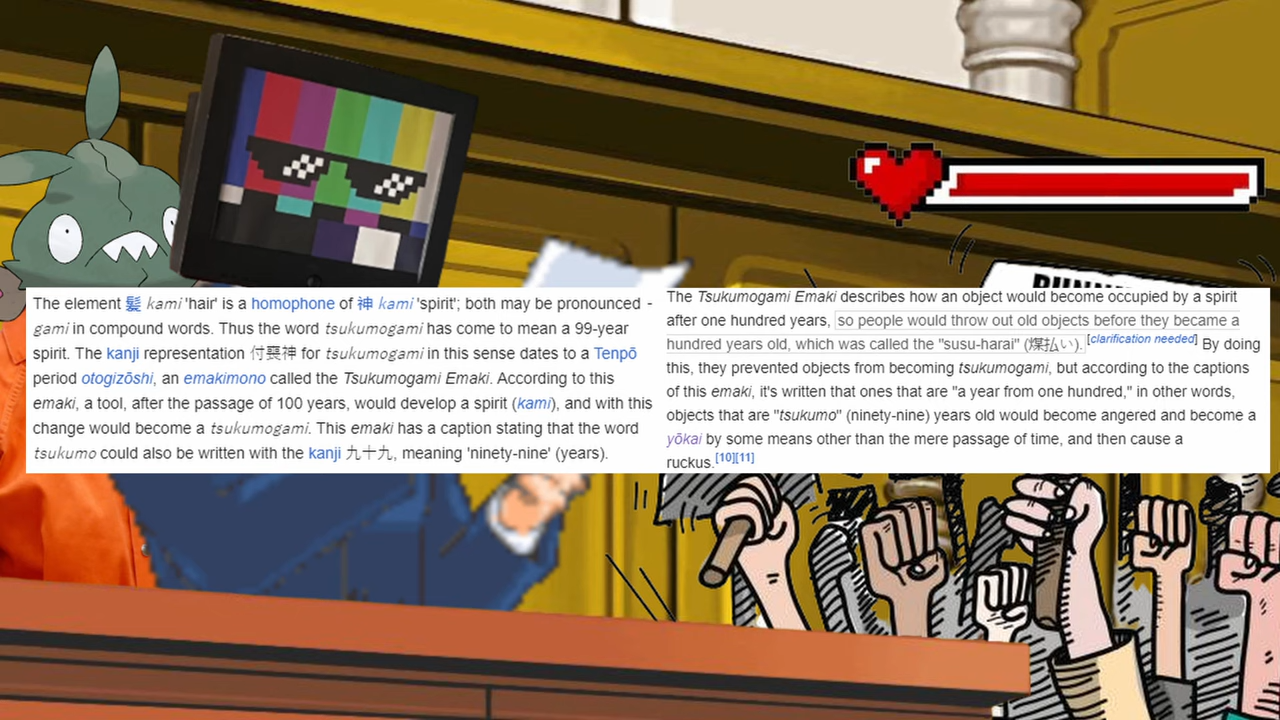 The element 髪 kami 'hair' is a homophone of 神 kami 'spirit'; both may be pronounced -
gami in compound words. Thus the word tsukumogami has come to mean a 99-year
spirit. The kanji representation 付喪神 for tsukumogami in this sense dates to a Tenpō
period otogizōshi, an emakimono called the Tsukumogami Emaki. According to this
emaki, a tool, after the passage of 100 years, would develop a spirit (kami), and with this
change would become a tsukumogami. This emaki has a caption stating that the word
tsukumo could also be written with the kanji 九十九, meaning 'ninety-nine' (years).
The Tsukumogami Emaki describes how an object would become occupied by a spirit
after one hundred years, so people would throw out old objects before they became a
hundred years old, which was called the "susu-harai" (煤払い).[clarification needed] By doing
this, they prevented objects from becoming tsukumogami, but according to the captions
of this emaki, it's written that ones that are "a year from one hundred," in other words,
objects that are "tsukumo" (ninety-nine) years old would become angered and become a
yōkai by some means other than the mere passage of time, and then cause a
ruckus.[10][11]